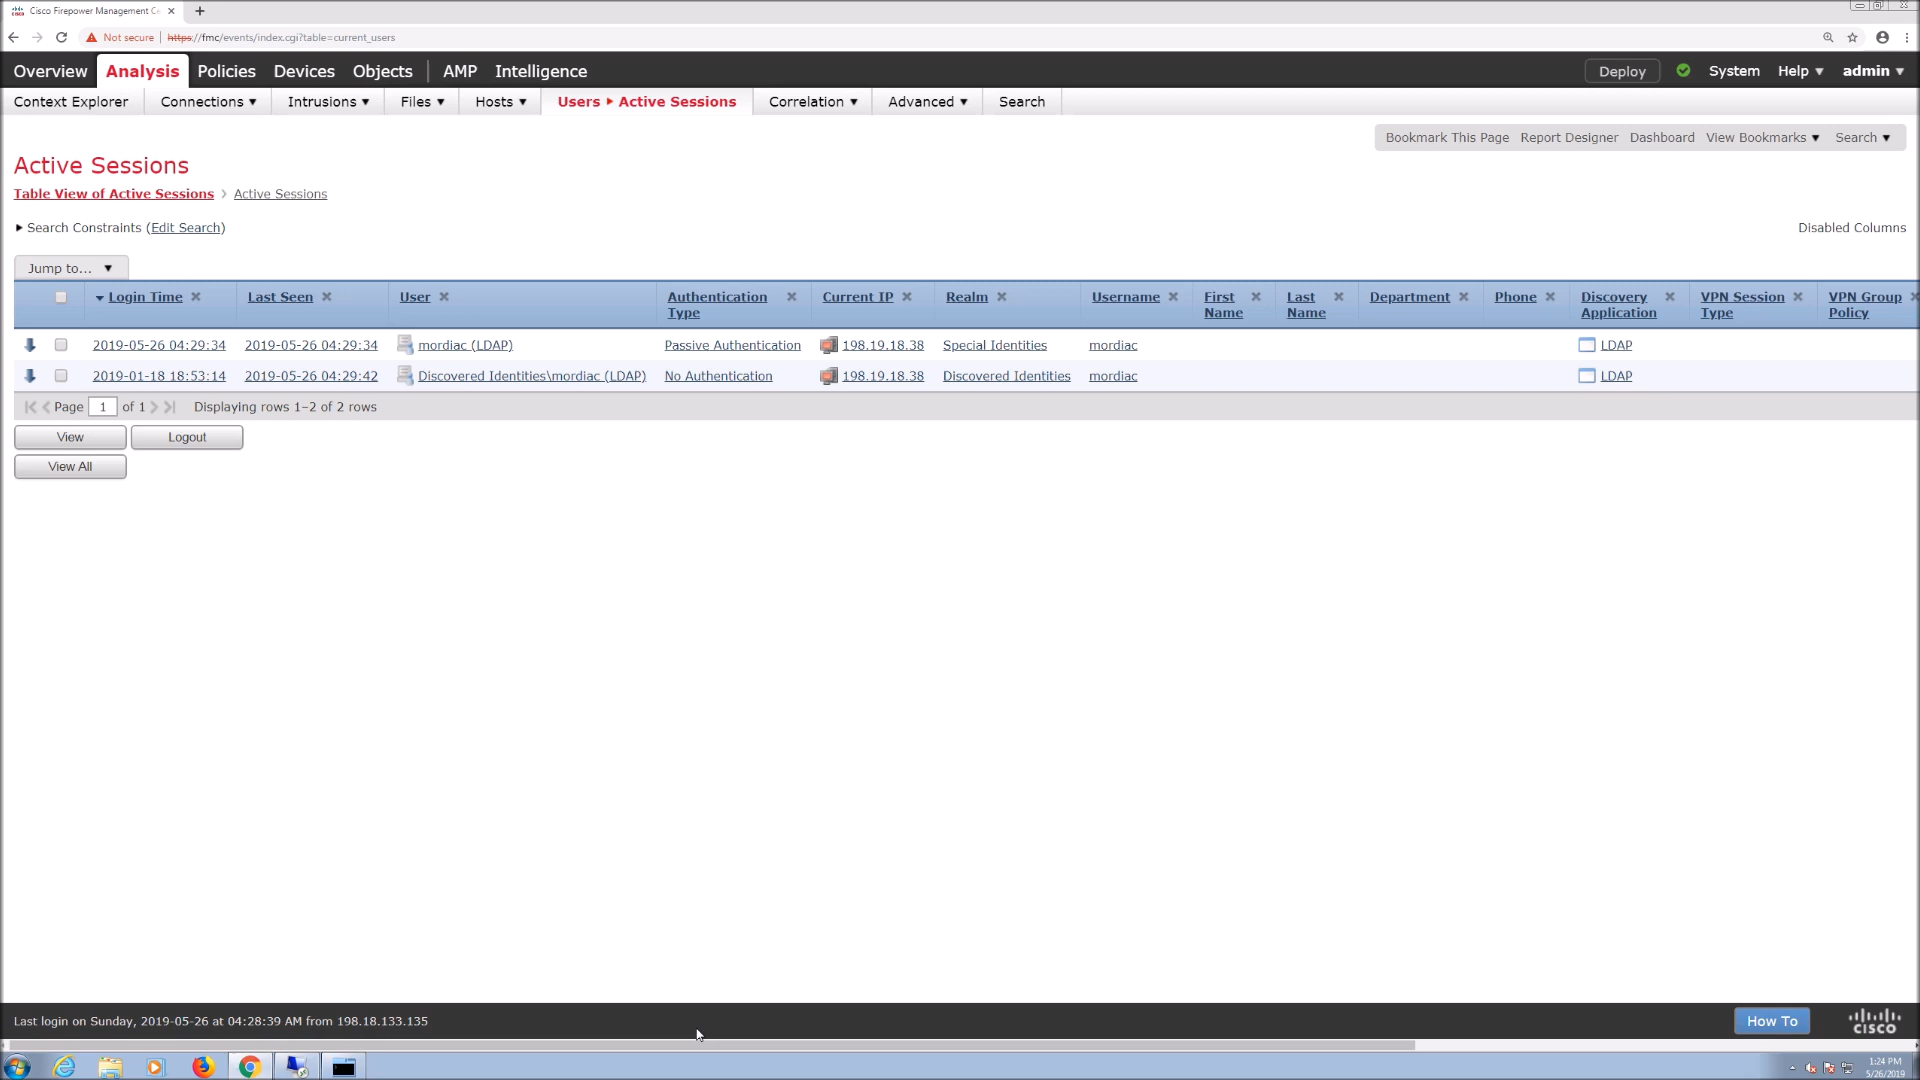 Cisco Firepower Management Ce
Not secure | https://fmc/events/index.cgi?table=current_users
Overview Analysis Policies Devices Objects AMP Intelligence Deploy System Help admin
Context Explorer Connections Intrusions Files Hosts Users Active Sessions Correlation Advanced Search
Bookmark This Page Report Designer Dashboard View Bookmarks Search
Active Sessions
Table View of Active Sessions > Active Sessions
Search Constraints (Edit Search) Disabled Columns
Jump to...
Login Time Last Seen User Authentication Type Current IP Realm Username First Name Last Name Department Phone Discovery Application VPN Session Type VPN Group Policy
2019-05-26 04:29:34 2019-05-26 04:29:34 mordiac (LDAP) Passive Authentication 198.19.18.38 Special Identities mordiac LDAP
2019-01-18 18:53:14 2019-05-26 04:29:42 Discovered Identities\mordiac (LDAP) No Authentication 198.19.18.38 Discovered Identities mordiac LDAP
Page 1 of 1 Displaying rows 1–2 of 2 rows
View Logout
View All
Last login on Sunday, 2019-05-26 at 04:28:39 AM from 198.18.133.135 How To CISCO
1:24 PM
5/26/2019